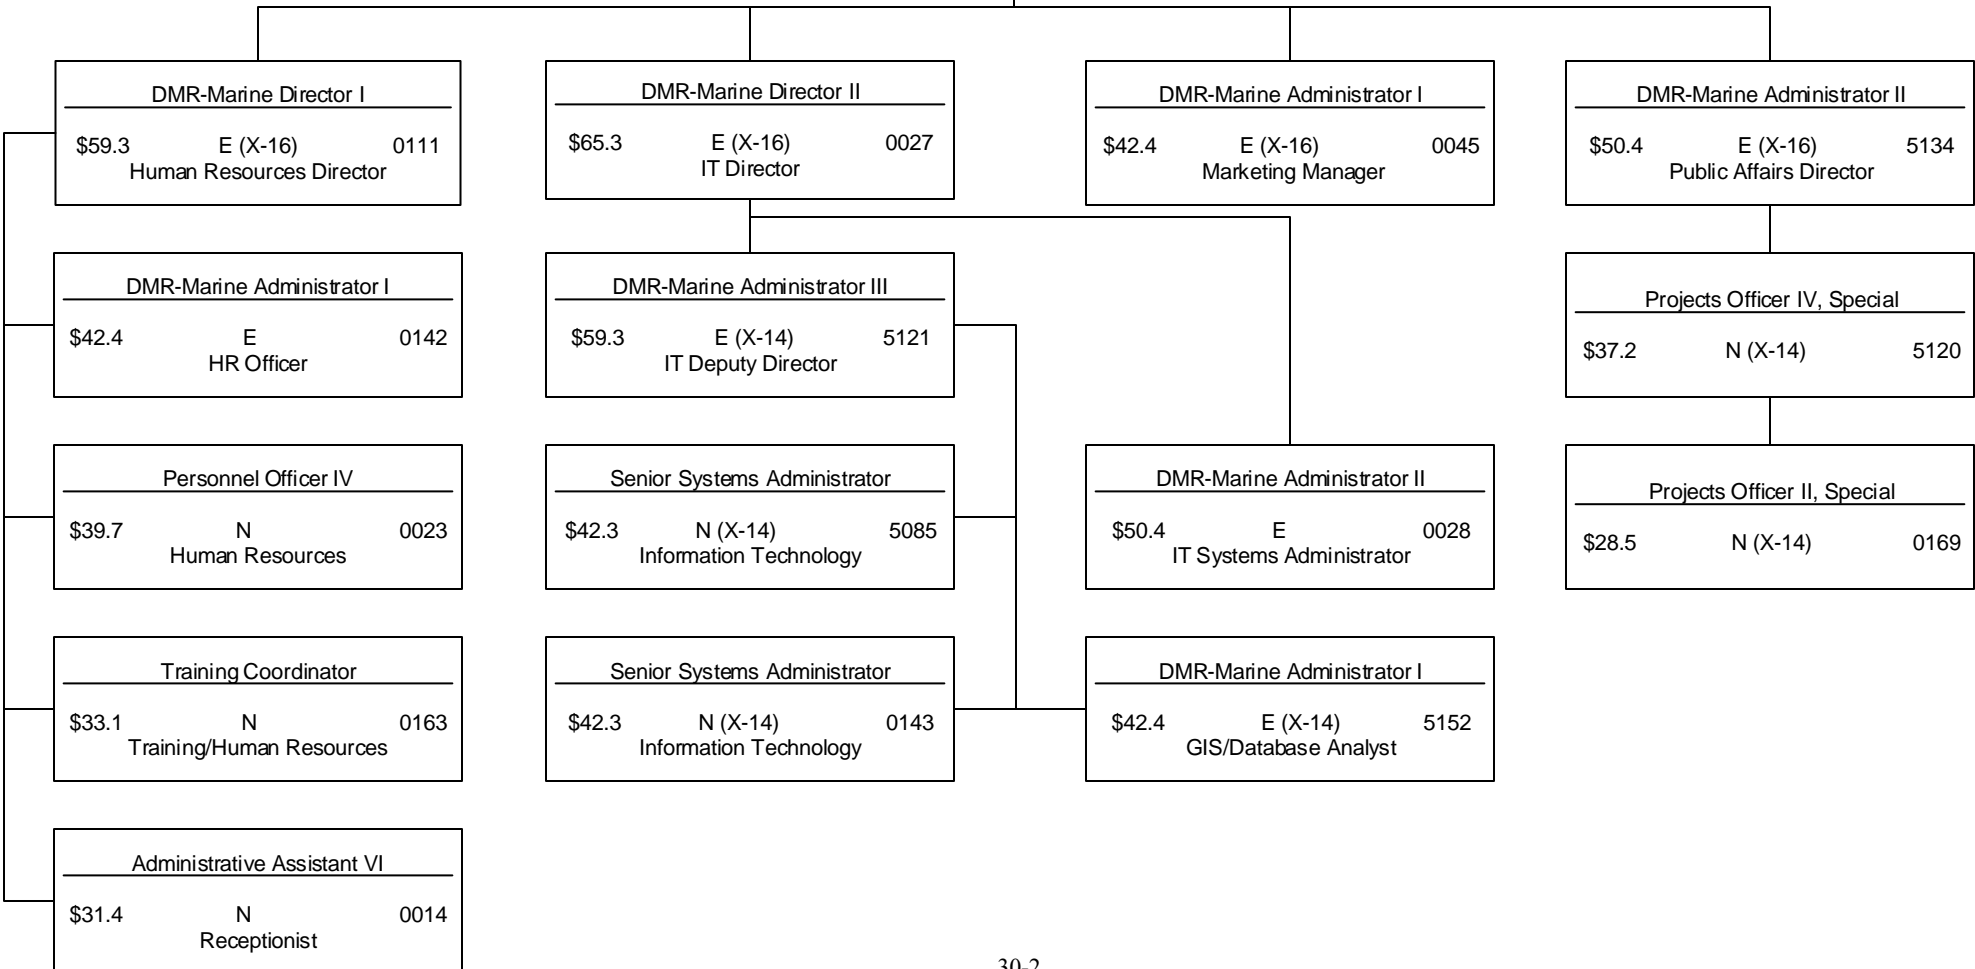 DMR-Marine Director I
$59.3 E (X-16) 0111
Human Resources Director
DMR-Marine Director II
$65.3 E (X-16) 0027
IT Director
DMR-Marine Administrator I
$42.4 E (X-16) 0045
Marketing Manager
DMR-Marine Administrator II
$50.4 E (X-16) 5134
Public Affairs Director
DMR-Marine Administrator I
$42.4 E 0142
HR Officer
DMR-Marine Administrator III
$59.3 E (X-14) 5121
IT Deputy Director
Projects Officer IV, Special
$37.2 N (X-14) 5120
Personnel Officer IV
$39.7 N 0023
Human Resources
Senior Systems Administrator
$42.3 N (X-14) 5085
Information Technology
DMR-Marine Administrator II
$50.4 E 0028
IT Systems Administrator
Projects Officer II, Special
$28.5 N (X-14) 0169
Training Coordinator
$33.1 N 0163
Training/Human Resources
Senior Systems Administrator
$42.3 N (X-14) 0143
Information Technology
DMR-Marine Administrator I
$42.4 E (X-14) 5152
GIS/Database Analyst
Administrative Assistant VI
$31.4 N 0014
Receptionist
30-2